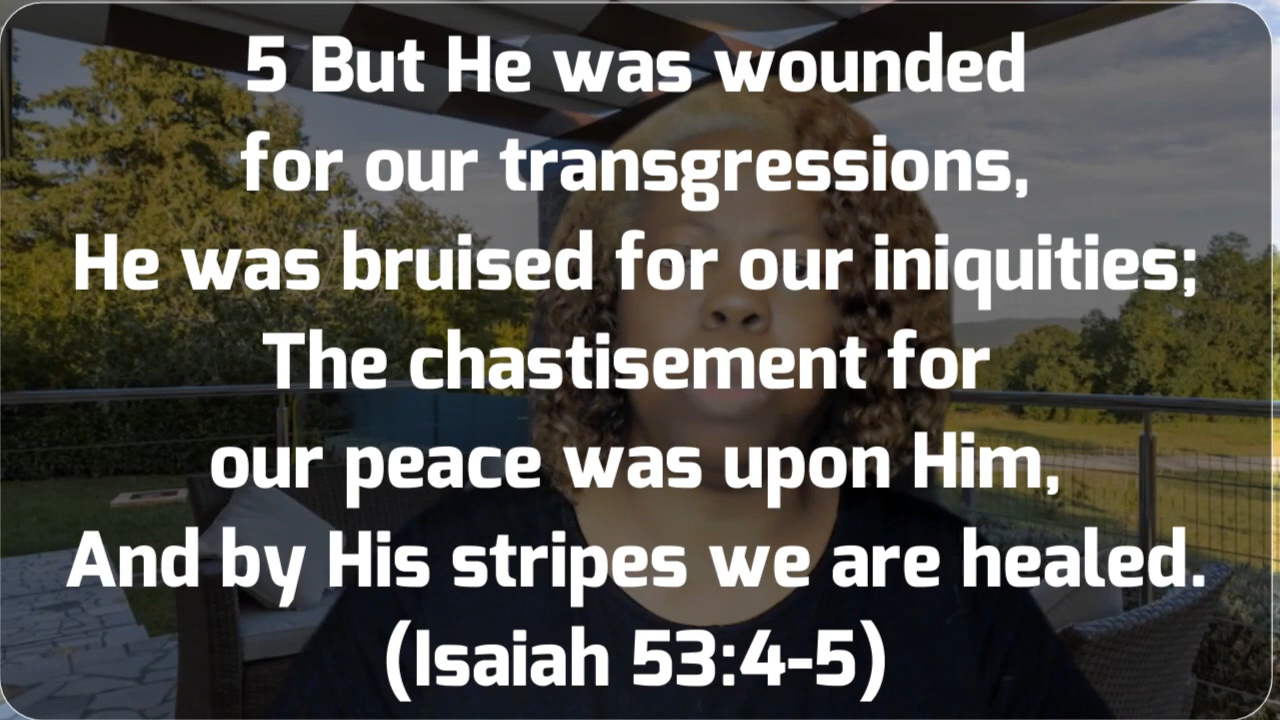 5 But He was wounded
for our transgressions,
He was bruised for our iniquities;
The chastisement for
our peace was upon Him,
And by His stripes we are healed.
(Isaiah 53:4-5)